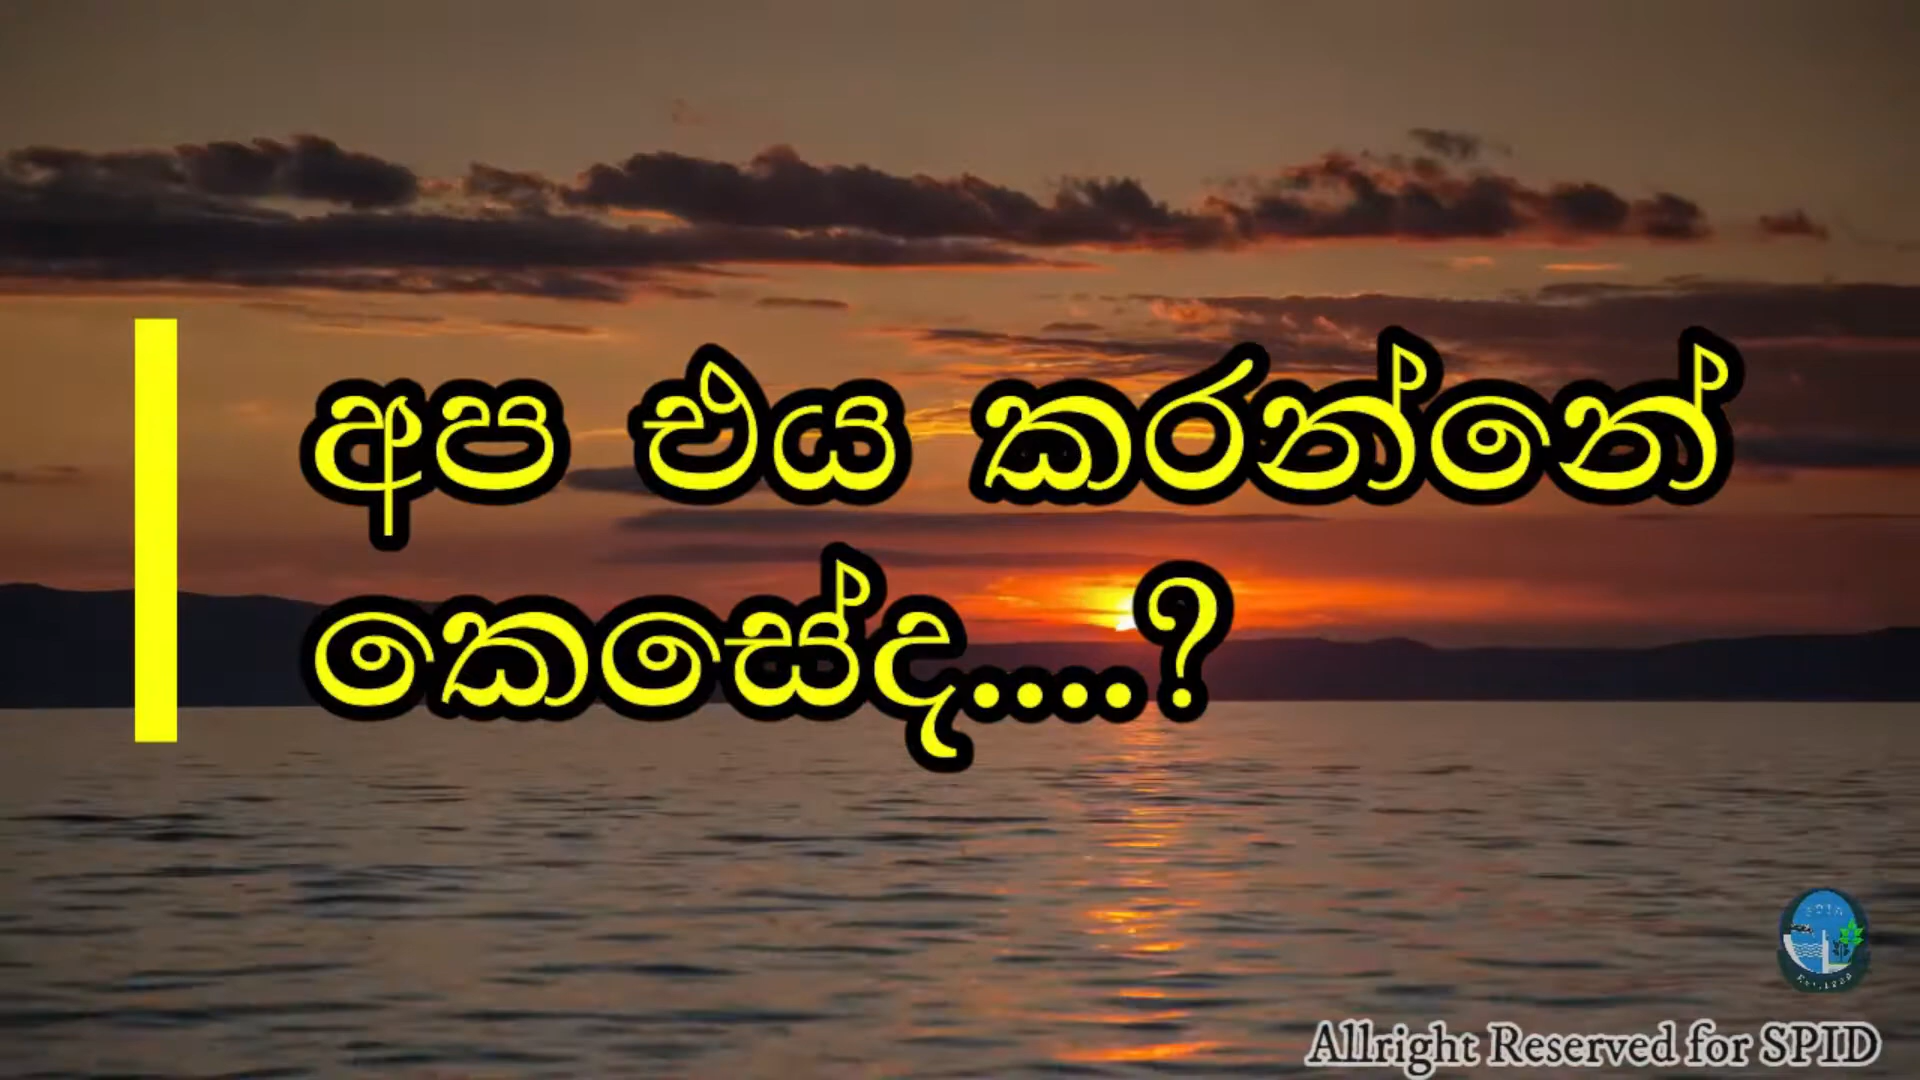 අප එය කරන්නේ
කෙසේද....?
Allright Reserved for SPID